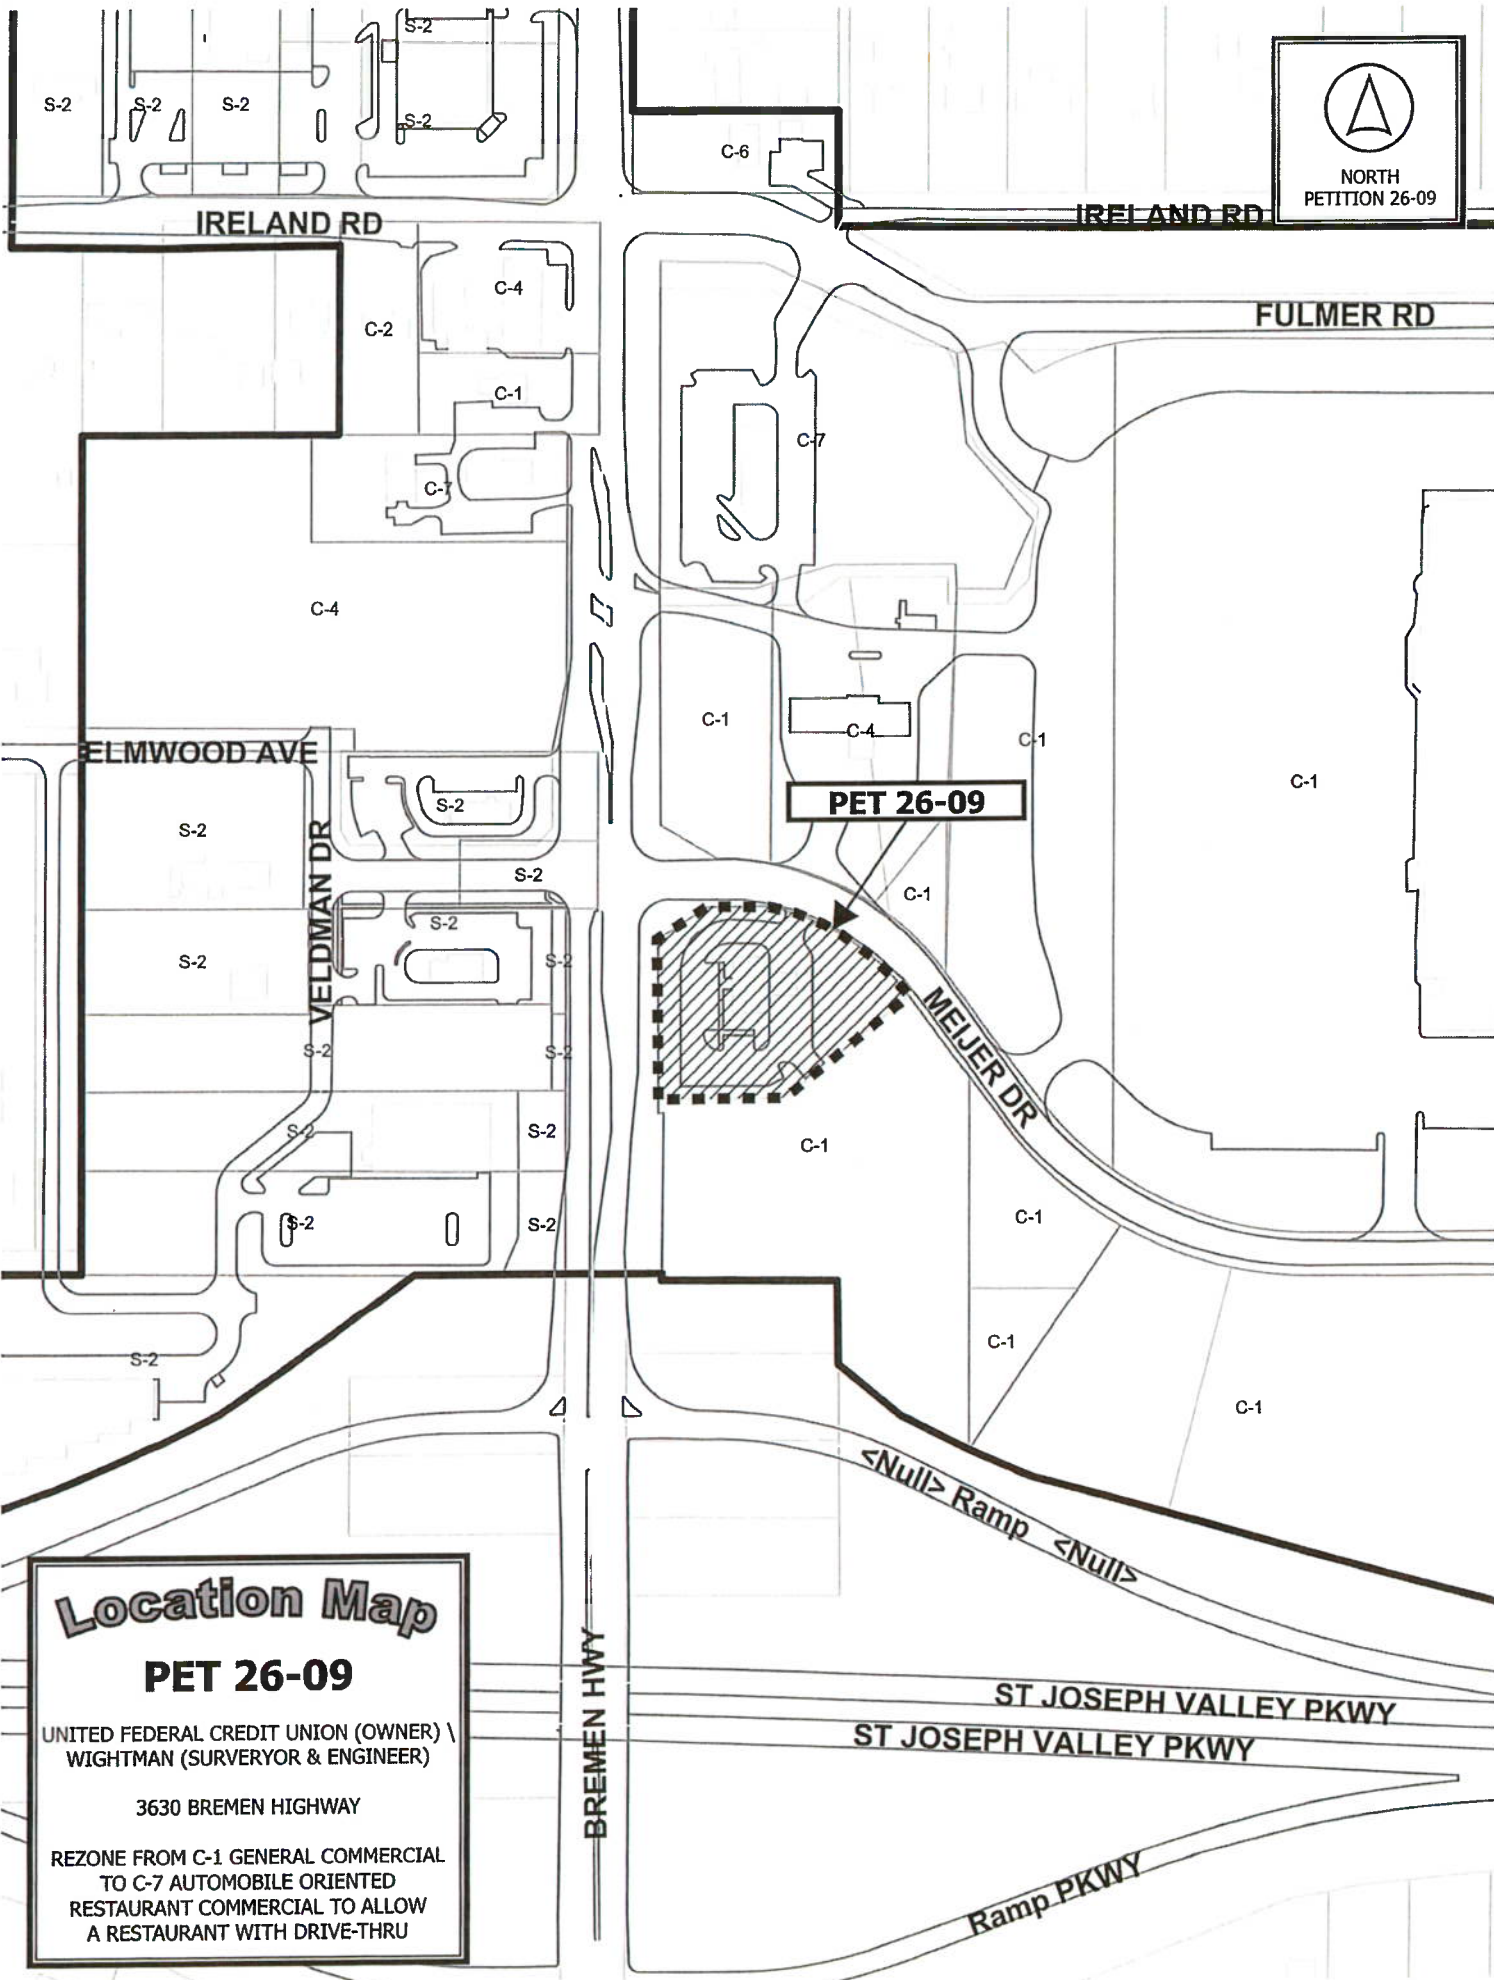 S-2
S-2
S-2
S-2
S-2
C-6
NORTH
PETITION 26-09
IRELAND RD
IRELAND RD
C-4
FULMER RD
C-2
C-1
C-7
C-7
C-4
C-1
C-4
C-1
ELMWOOD AVE
C-1
PET 26-09
S-2
S-2
VELDMAN DR
S-2
C-1
S-2
S-2
S-2
MEIJER DR
S-2
S-2
S-2
S-2
C-1
S-2
S-2
C-1
C-1
S-2
C-1
<Null> Ramp <Null>
Location Map
PET 26-09
UNITED FEDERAL CREDIT UNION (OWNER) \
WIGHTMAN (SURVERYOR & ENGINEER)
3630 BREMEN HIGHWAY
REZONE FROM C-1 GENERAL COMMERCIAL
TO C-7 AUTOMOBILE ORIENTED
RESTAURANT COMMERCIAL TO ALLOW
A RESTAURANT WITH DRIVE-THRU
BREMEN HWY
ST JOSEPH VALLEY PKWY
ST JOSEPH VALLEY PKWY
Ramp PKWY